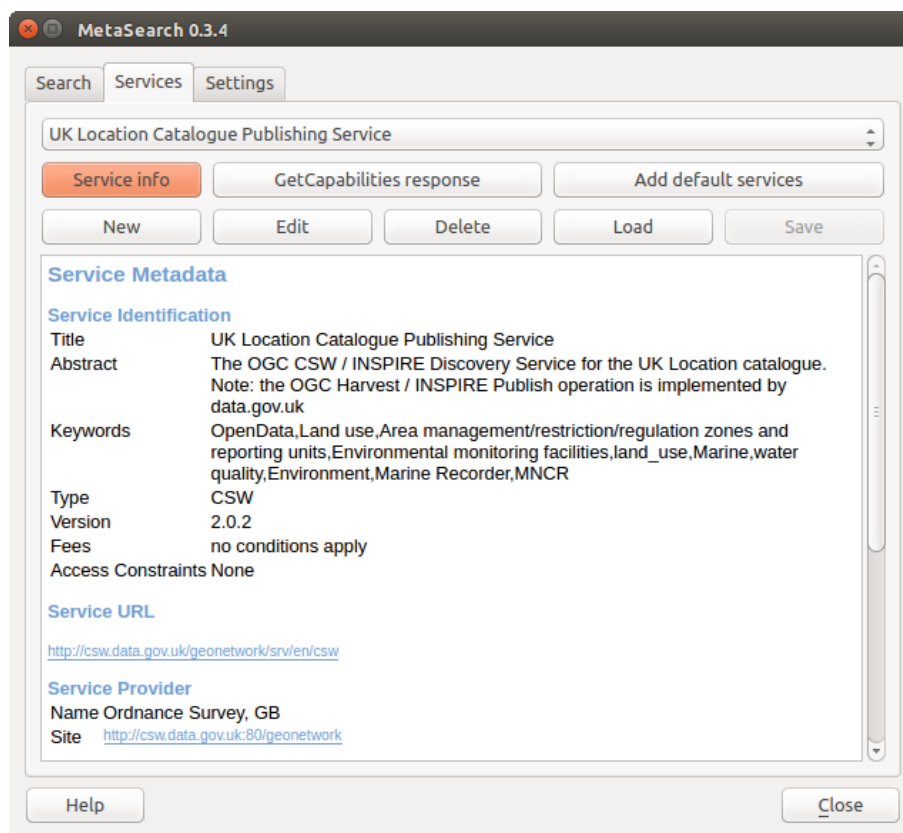 MetaSearch 0.3.4
Search Services Settings
UK Location Catalogue Publishing Service
Service info GetCapabilities response Add default services
New Edit Delete Load Save
Service Metadata
Service Identification
Title UK Location Catalogue Publishing Service
Abstract The OGC CSW / INSPIRE Discovery Service for the UK Location catalogue.
Note: the OGC Harvest / INSPIRE Publish operation is implemented by
data.gov.uk
Keywords OpenData,Land use,Area management/restriction/regulation zones and
reporting units,Environmental monitoring facilities,land_use,Marine,water
quality,Environment,Marine Recorder,MNCR
Type CSW
Version 2.0.2
Fees no conditions apply
Access Constraints None
Service URL
http://csw.data.gov.uk/geonetwork/srv/en/csw
Service Provider
Name Ordnance Survey, GB
Site http://csw.data.gov.uk:80/geonetwork
Help Close